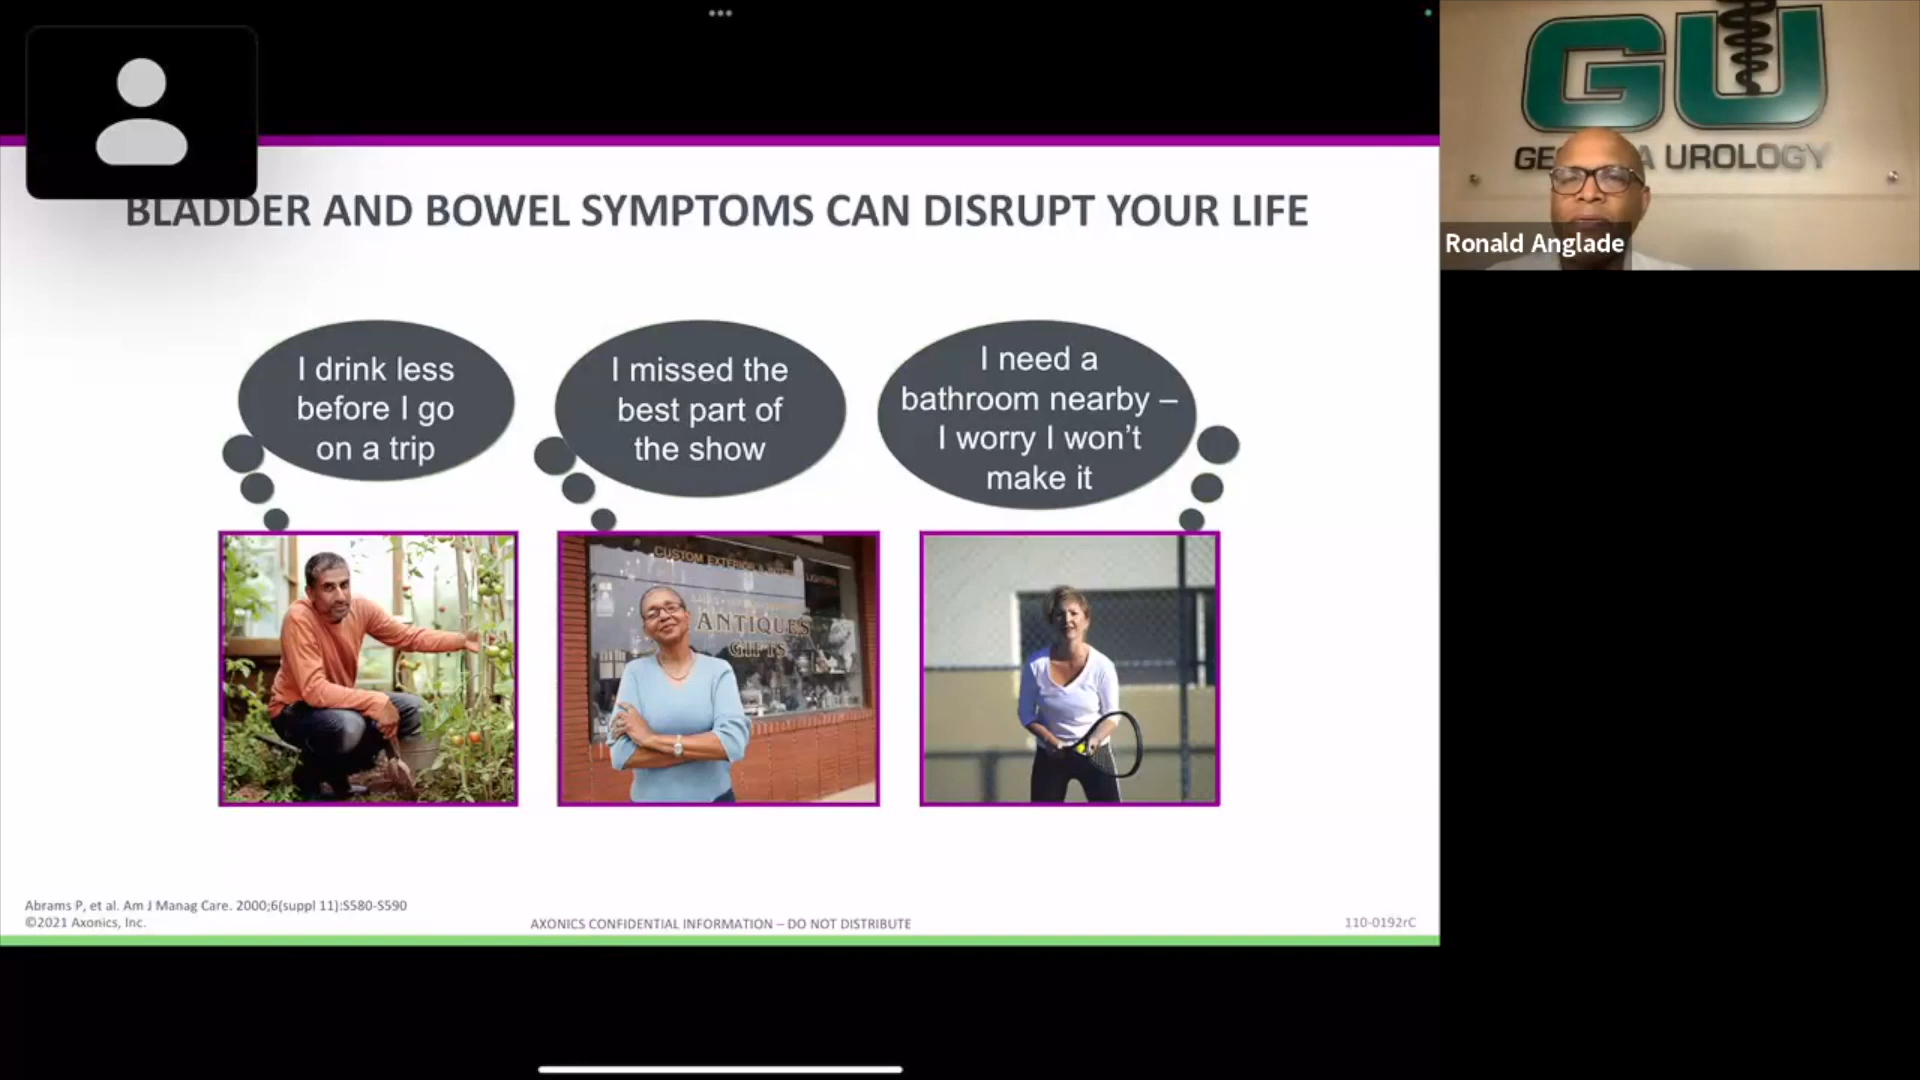 BLADDER AND BOWEL SYMPTOMS CAN DISRUPT YOUR LIFE
I drink less
before I go
on a trip
I missed the
best part of
the show
I need a
bathroom nearby –
I worry I won't
make it
CUSTOM EXTERIOR &
LIGHTING
ANTIQUES
GIFTS
Abrams P, et al. Am J Manag Care. 2000;6(suppl 11):S580-S590
©2021 Axonics, Inc.
AXONICS CONFIDENTIAL INFORMATION – DO NOT DISTRIBUTE
110-0192rC
GU
UROLOGY
Ronald Anglade